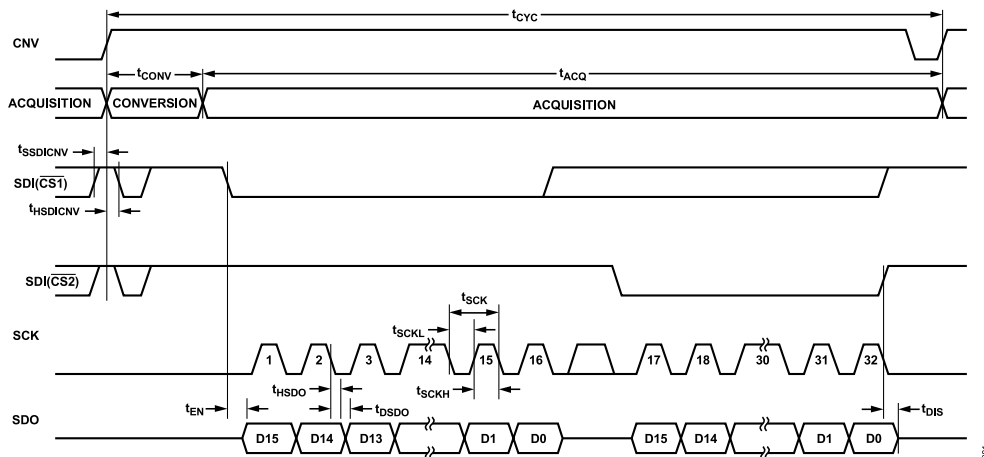 tCYC
CNV
tCONV
tACQ
ACQUISITION
CONVERSION
ACQUISITION
tSSDICNV
SDI(CS1)
tHSDICNV
SDI(CS2)
tSCK
SCK
tSCKL
1 2 3 14 15 16 17 18 30 31 32
tHSDO
tSCKH
tEN
tDSDO
tDIS
SDO
D15 D14 D13 D1 D0 D15 D14 D1 D0